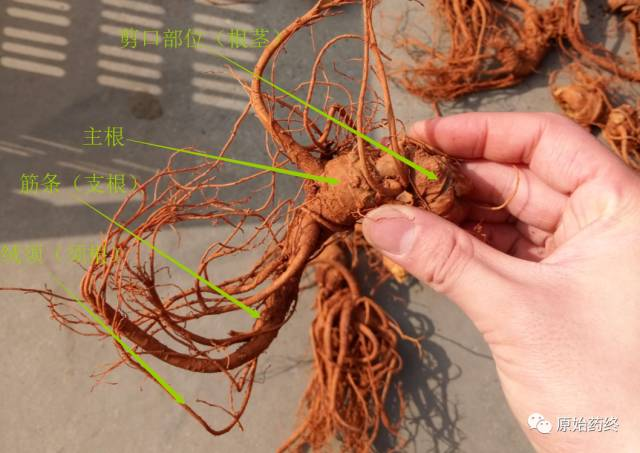 剪口部位（根茎）
主根
筋条（支根）
绒须（须根）
原始药终